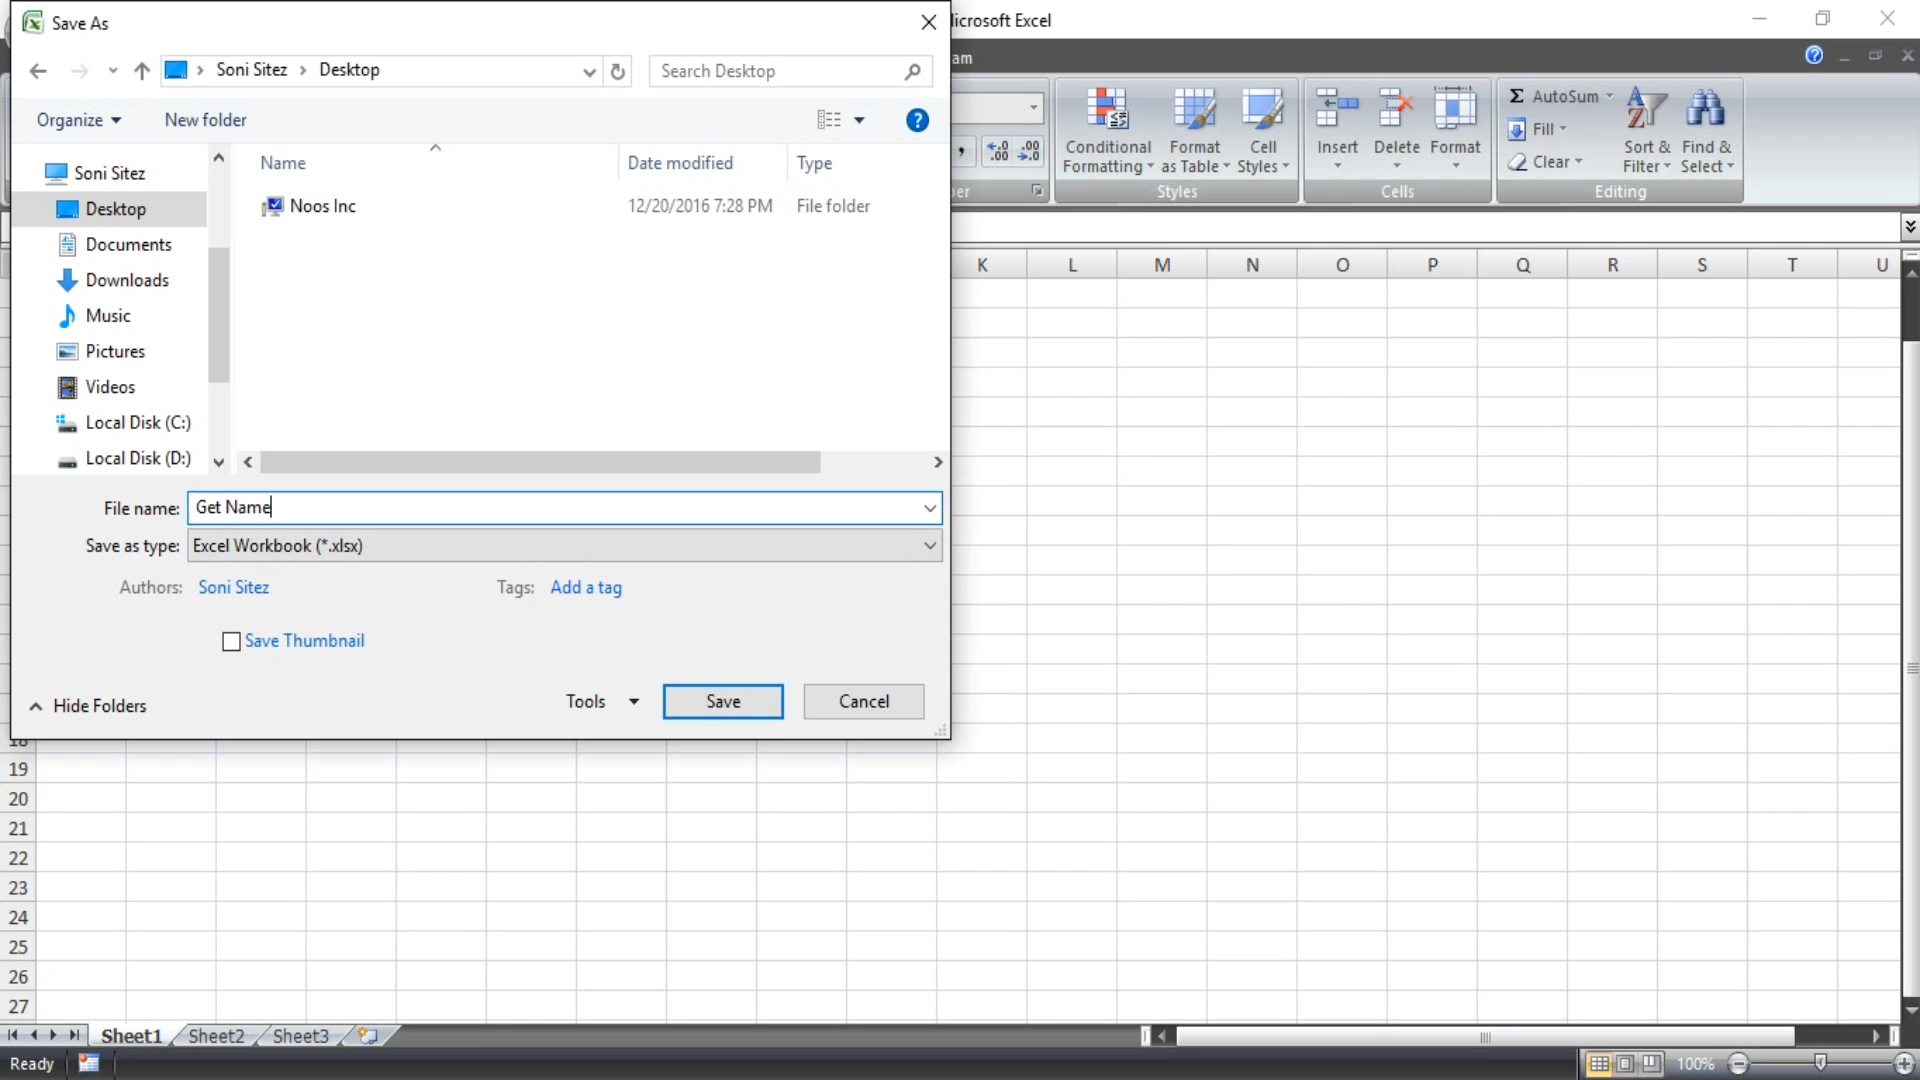 Save As
icrosoft Excel
Soni Sitez
Desktop
Search Desktop
am
Organize
New folder
Name
Date modified
Type
Noos Inc
12/20/2016 7:28 PM
File folder
Soni Sitez
Desktop
Documents
Downloads
Music
Pictures
Videos
Local Disk (C:)
Local Disk (D:)
File name:
Get Name
Save as type:
Excel Workbook (*.xlsx)
Authors:
Soni Sitez
Tags:
Add a tag
Save Thumbnail
Hide Folders
Tools
Save
Cancel
Conditional
Formatting
Format
as Table
Cell
Styles
Insert
Delete
Format
Σ AutoSum
Fill
Clear
Sort &
Filter
Find &
Select
er
Styles
Cells
Editing
K L M N O P Q R S T U
18
19
20
21
22
23
24
25
26
27
Sheet1
Sheet2
Sheet3
Ready
100%